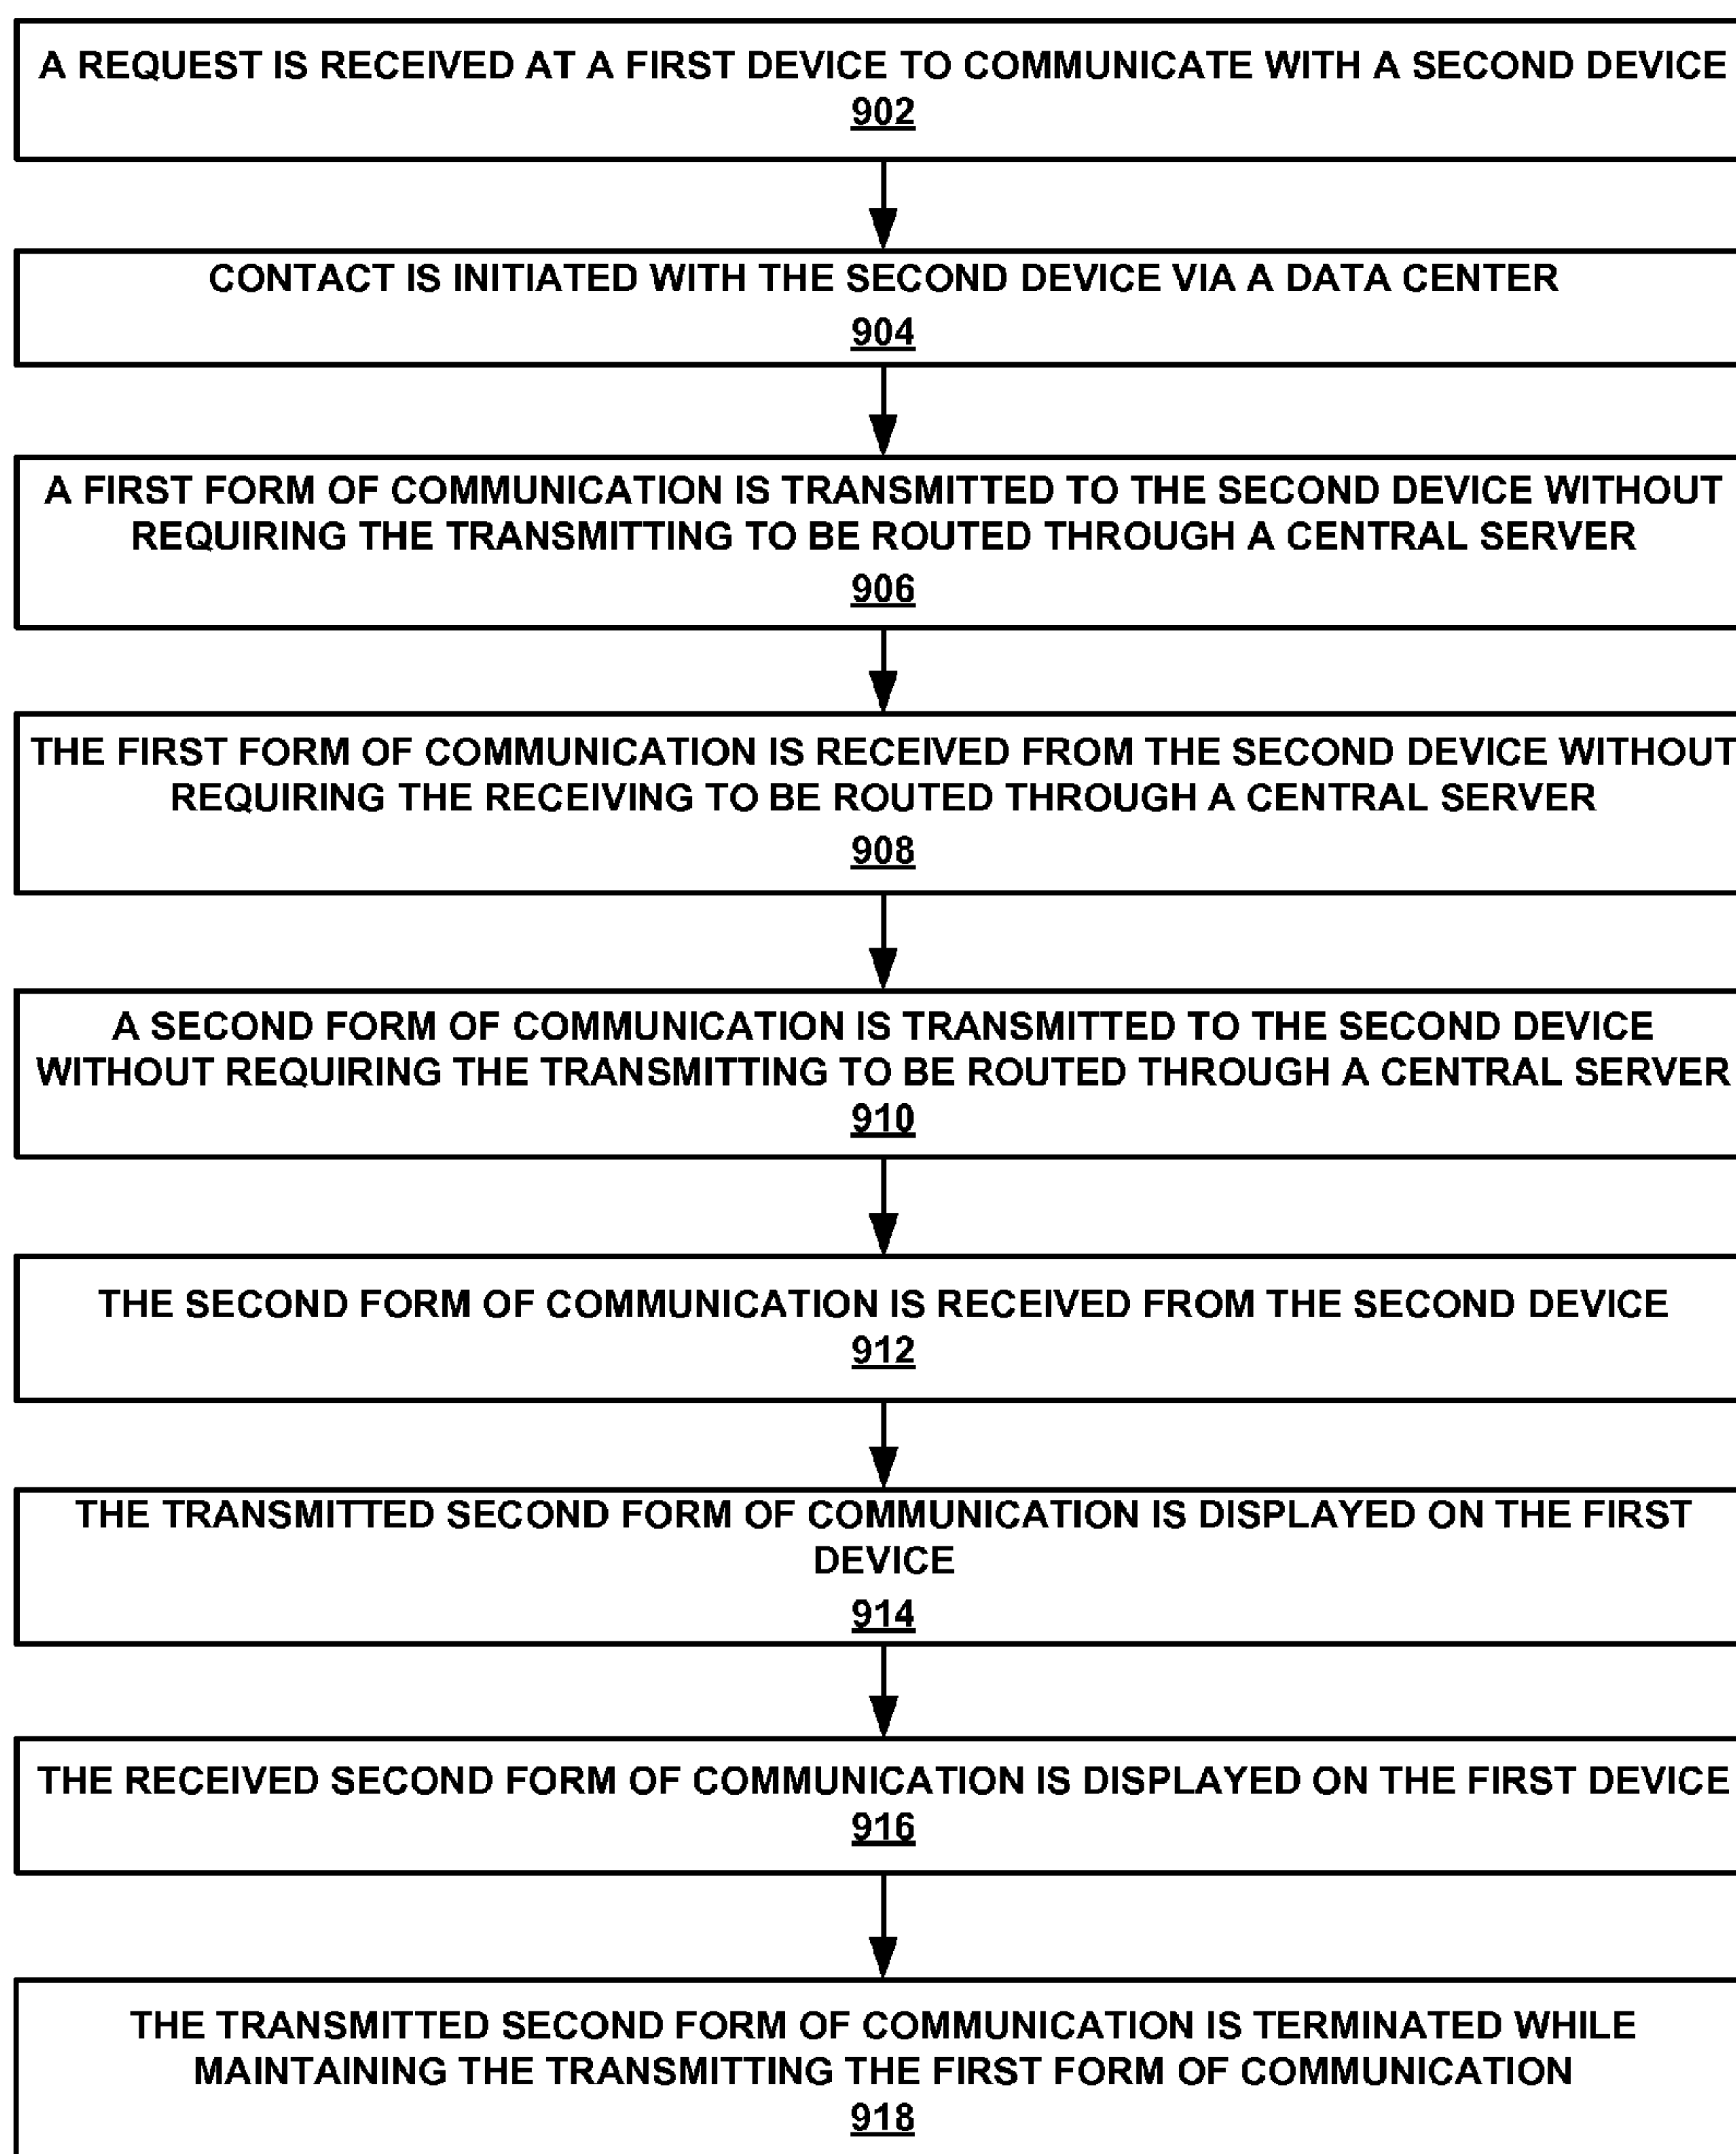 A REQUEST IS RECEIVED AT A FIRST DEVICE TO COMMUNICATE WITH A SECOND DEVICE
902
CONTACT IS INITIATED WITH THE SECOND DEVICE VIA A DATA CENTER
904
A FIRST FORM OF COMMUNICATION IS TRANSMITTED TO THE SECOND DEVICE WITHOUT
REQUIRING THE TRANSMITTING TO BE ROUTED THROUGH A CENTRAL SERVER
906
THE FIRST FORM OF COMMUNICATION IS RECEIVED FROM THE SECOND DEVICE WITHOUT
REQUIRING THE RECEIVING TO BE ROUTED THROUGH A CENTRAL SERVER
908
A SECOND FORM OF COMMUNICATION IS TRANSMITTED TO THE SECOND DEVICE
WITHOUT REQUIRING THE TRANSMITTING TO BE ROUTED THROUGH A CENTRAL SERVER
910
THE SECOND FORM OF COMMUNICATION IS RECEIVED FROM THE SECOND DEVICE
912
THE TRANSMITTED SECOND FORM OF COMMUNICATION IS DISPLAYED ON THE FIRST
DEVICE
914
THE RECEIVED SECOND FORM OF COMMUNICATION IS DISPLAYED ON THE FIRST DEVICE
916
THE TRANSMITTED SECOND FORM OF COMMUNICATION IS TERMINATED WHILE
MAINTAINING THE TRANSMITTING THE FIRST FORM OF COMMUNICATION
918